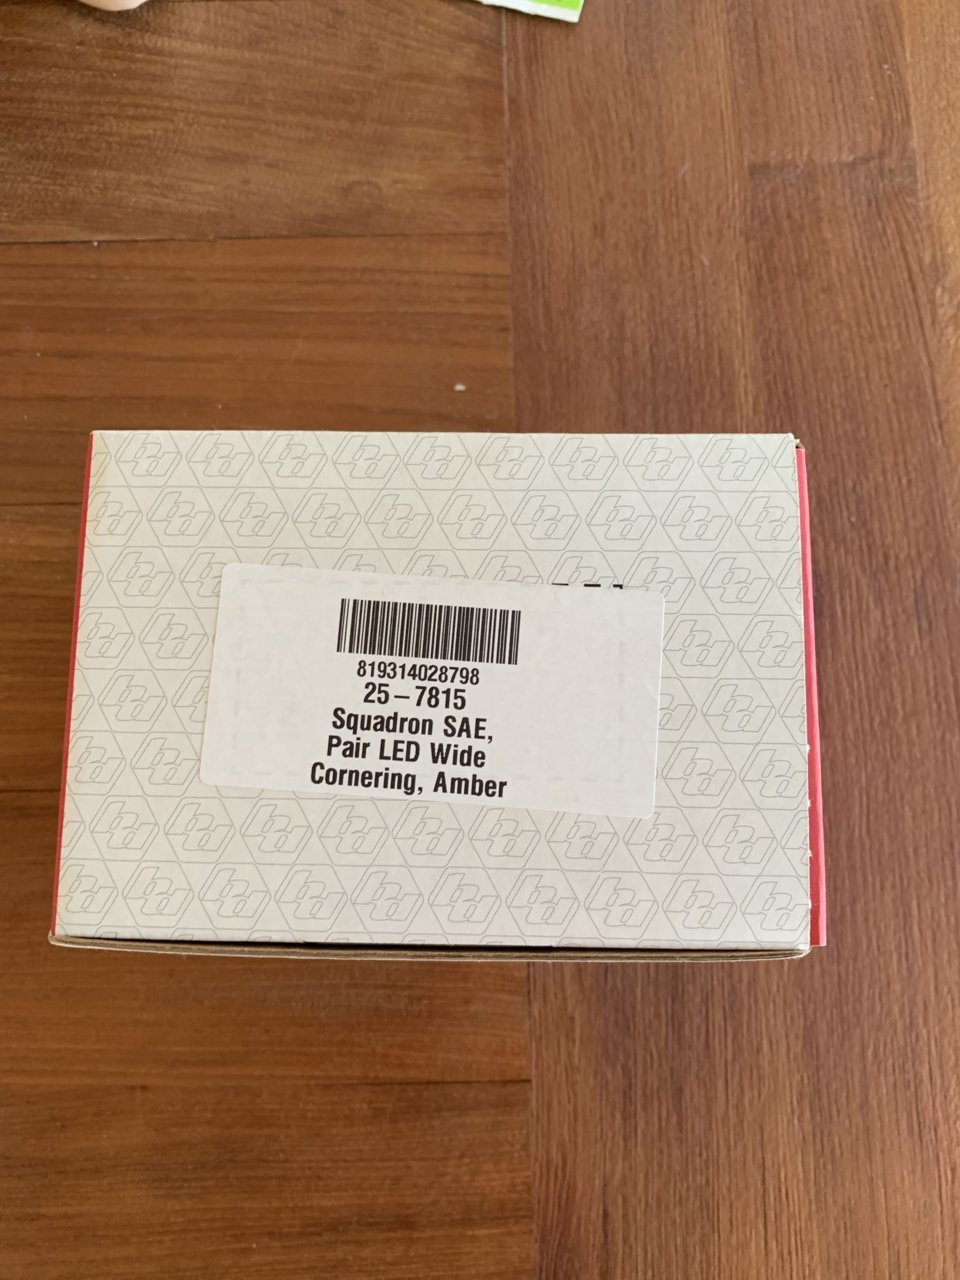 819314028798
25-7815
Squadron SAE,
Pair LED Wide
Cornering, Amber